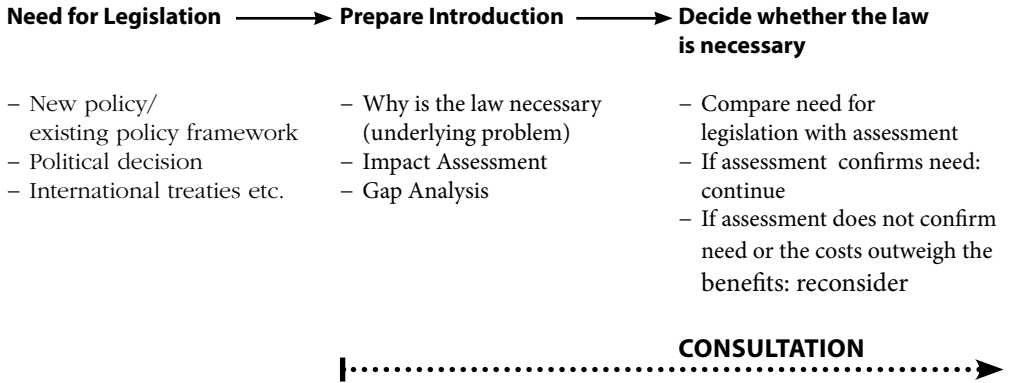 Need for Legislation
– New policy/
existing policy framework
– Political decision
– International treaties etc.
Prepare Introduction
– Why is the law necessary
(underlying problem)
– Impact Assessment
– Gap Analysis
Decide whether the law
is necessary
– Compare need for
legislation with assessment
– If assessment confirms need:
continue
– If assessment does not confirm
need or the costs outweigh the
benefits: reconsider
CONSULTATION